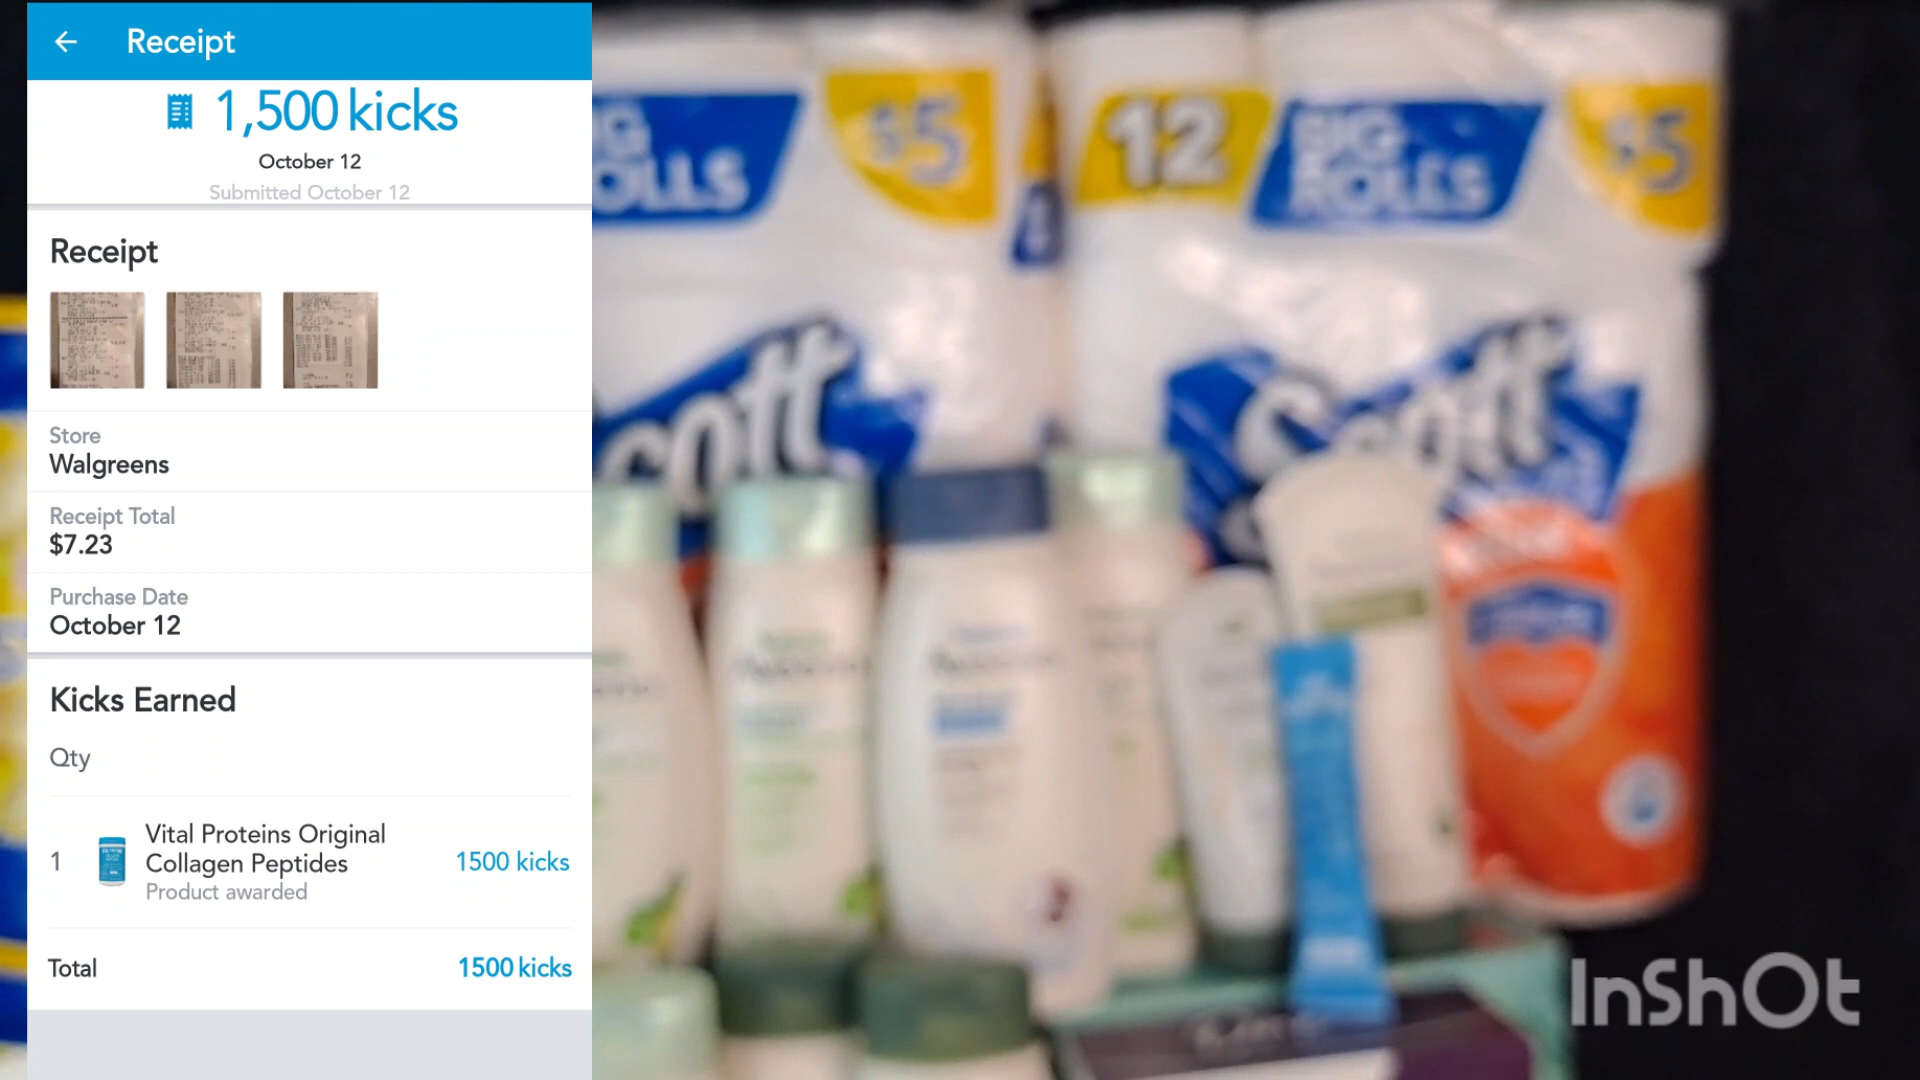 Receipt
1,500 kicks
October 12
Submitted October 12
Receipt
Store
Walgreens
Receipt Total
$7.23
Purchase Date
October 12
Kicks Earned
Qty
1
Vital Proteins Original
Collagen Peptides
Product awarded
1500 kicks
Total
1500 kicks
$5
12
BIG
ROLLS
$5
Scott
InShOt